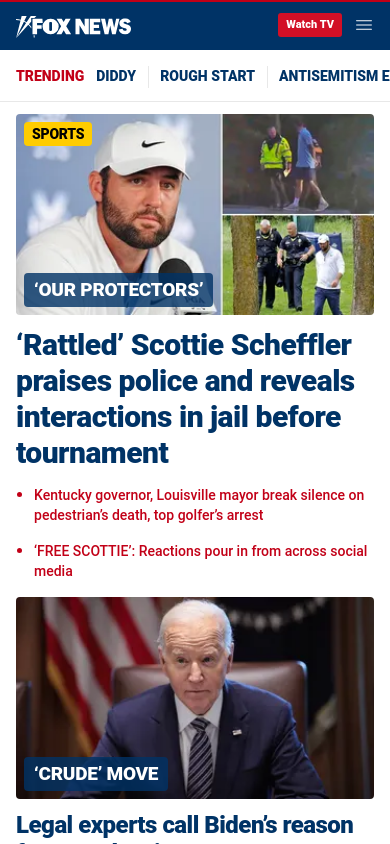 FOX NEWS
Watch TV
TRENDING DIDDY ROUGH START ANTISEMITISM E
SPORTS
‘OUR PROTECTORS’
‘Rattled’ Scottie Scheffler
praises police and reveals
interactions in jail before
tournament
Kentucky governor, Louisville mayor break silence on
pedestrian’s death, top golfer’s arrest
‘FREE SCOTTIE’: Reactions pour in from across social
media
‘CRUDE’ MOVE
Legal experts call Biden’s reason